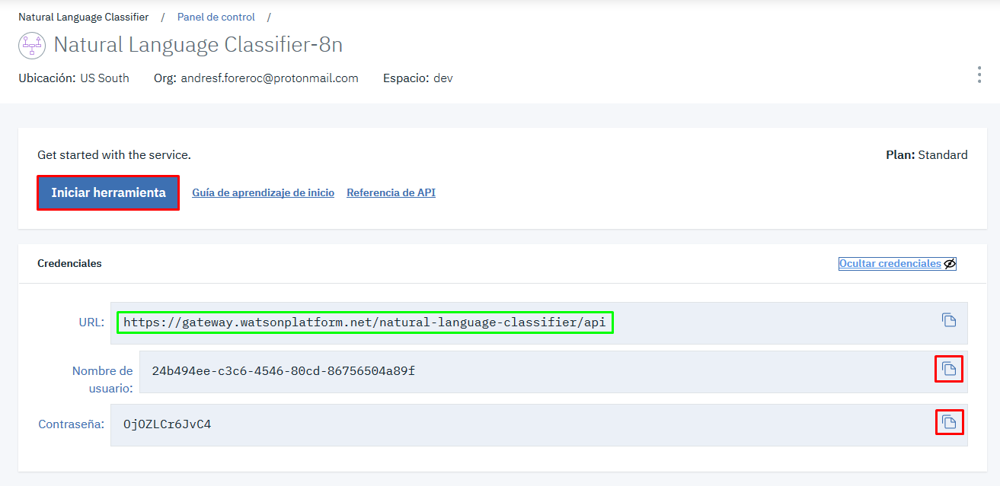 Natural Language Classifier / Panel de control /
Natural Language Classifier-8n
Ubicación: US South Org: andresf.foreroc@protonmail.com Espacio: dev
Get started with the service.
Plan: Standard
Iniciar herramienta Guía de aprendizaje de inicio Referencia de API
Credenciales
Ocultar credenciales
URL: https://gateway.watsonplatform.net/natural-language-classifier/api
Nombre de usuario: 24b494ee-c3c6-4546-80cd-86756504a89f
Contraseña: OjOZLCr6JvC4